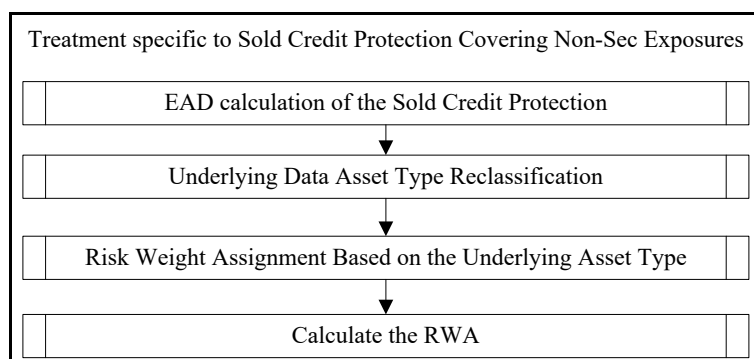 Treatment specific to Sold Credit Protection Covering Non-Sec Exposures
EAD calculation of the Sold Credit Protection
Underlying Data Asset Type Reclassification
Risk Weight Assignment Based on the Underlying Asset Type
Calculate the RWA